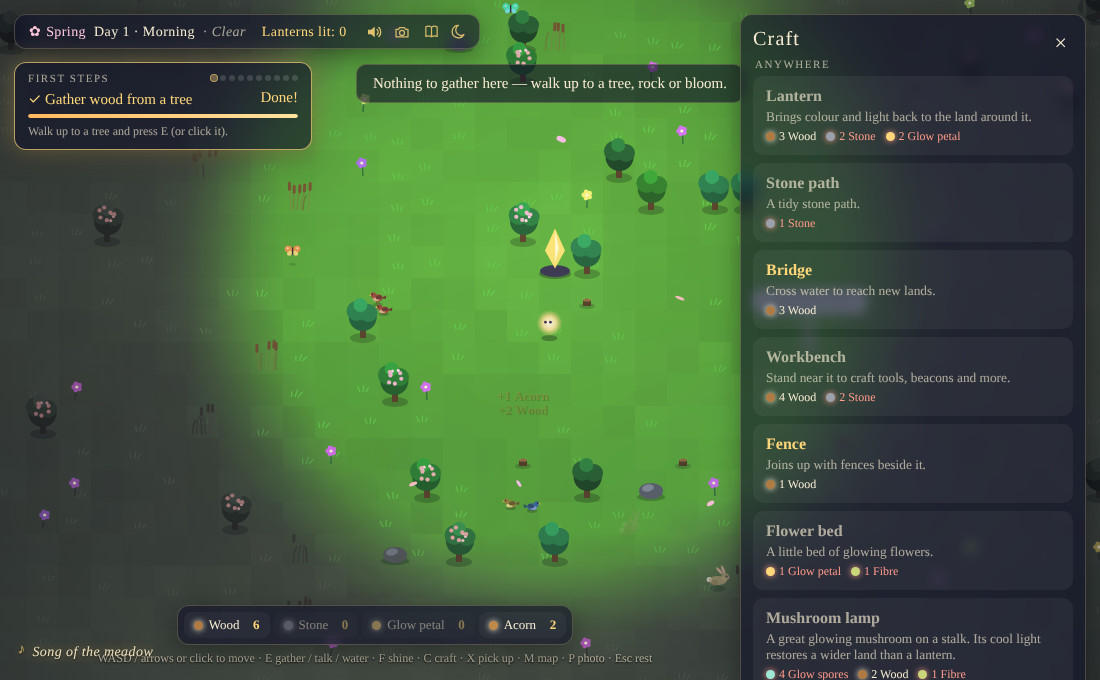 Spring Day 1 · Morning · Clear Lanterns lit: 0
FIRST STEPS
Gather wood from a tree Done!
Walk up to a tree and press E (or click it).
Nothing to gather here — walk up to a tree, rock or bloom.
+1 Acorn
+2 Wood
Wood 6 Stone 0 Glow petal 0 Acorn 2
♪ Song of the meadow
WASD / arrows or click to move · E gather / talk / water · F shine · C craft · X pick up · M map · P photo · Esc rest
Craft ×
ANYWHERE
Lantern
Brings colour and light back to the land around it.
3 Wood 2 Stone 2 Glow petal
Stone path
A tidy stone path.
1 Stone
Bridge
Cross water to reach new lands.
3 Wood
Workbench
Stand near it to craft tools, beacons and more.
4 Wood 2 Stone
Fence
Joins up with fences beside it.
1 Wood
Flower bed
A little bed of glowing flowers.
1 Glow petal 1 Fibre
Mushroom lamp
A great glowing mushroom on a stalk. Its cool light
restores a wider land than a lantern.
4 Glow spores 2 Wood 1 Fibre